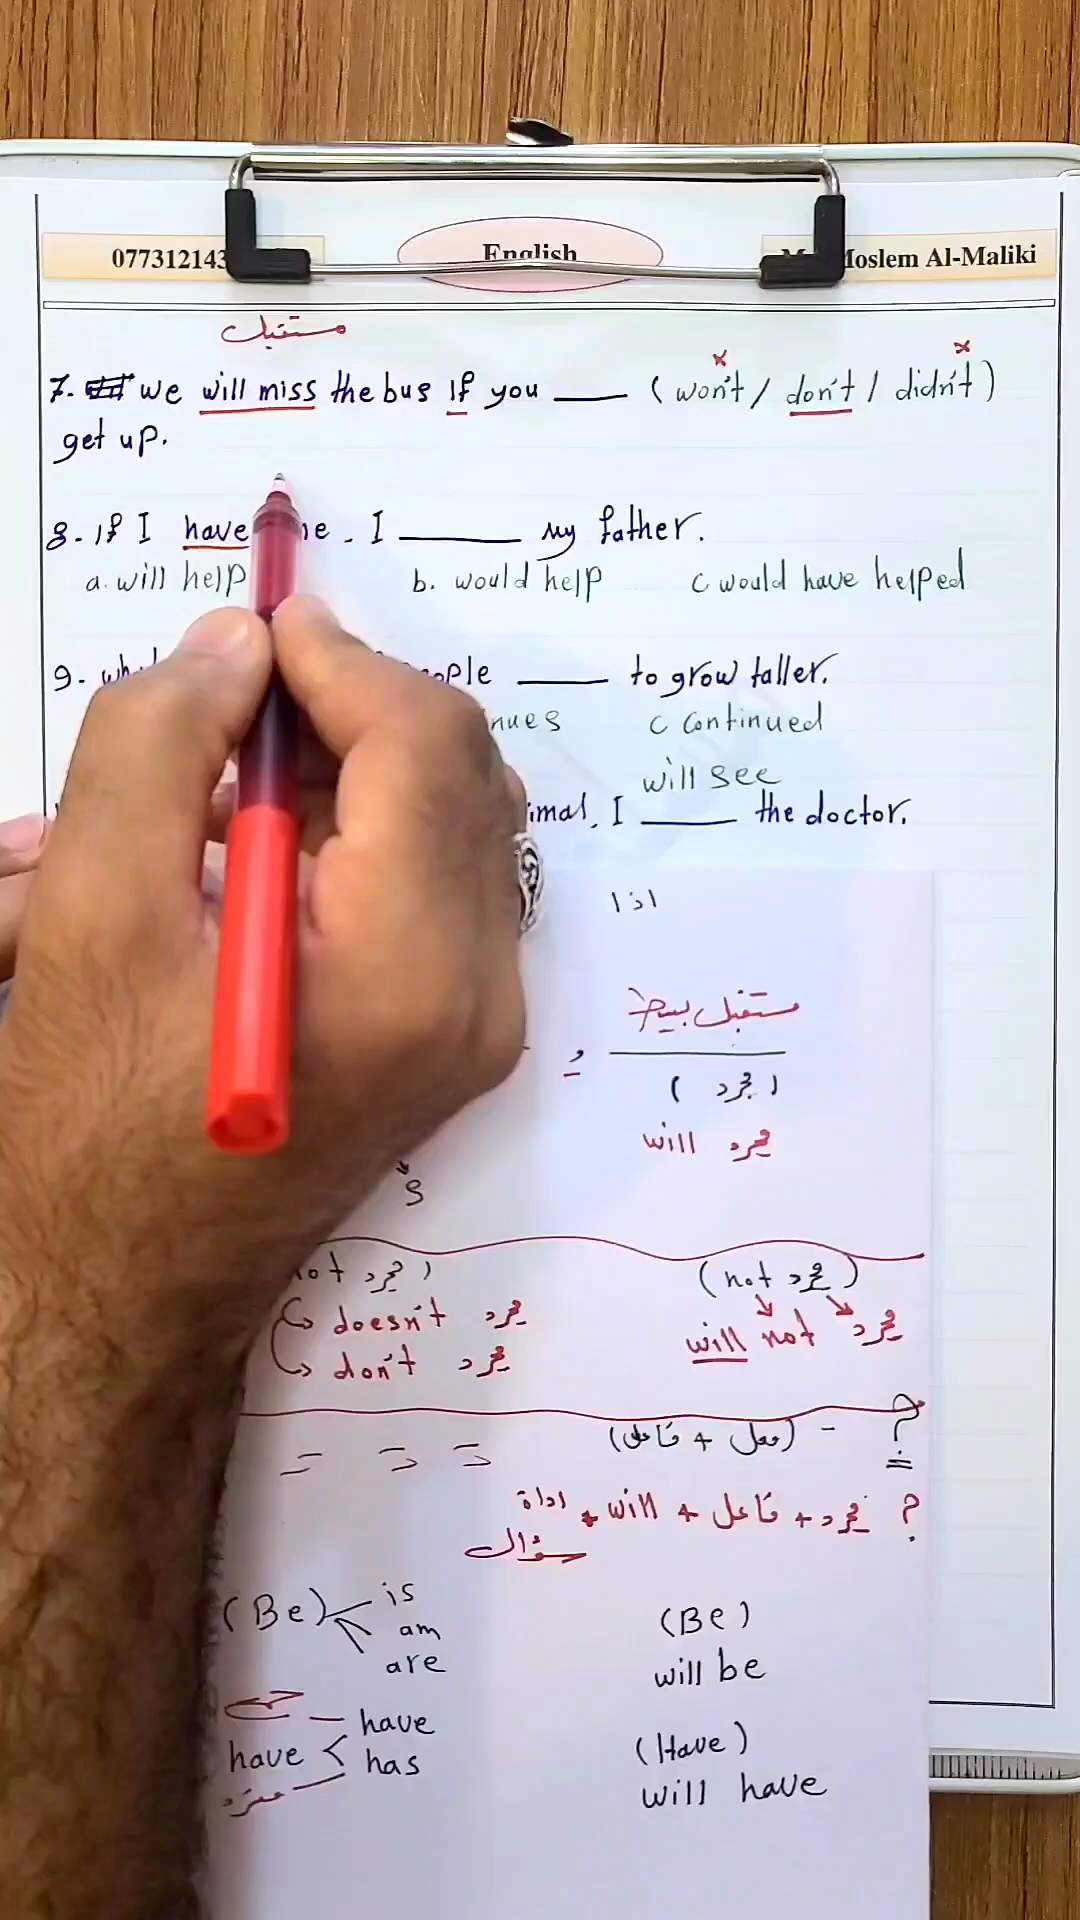 077312143
English
Moslem Al-Maliki
مستقبل
x x
7. we will miss the bus if you ____ (won't / don't / didn't)
get up.
8. If I have . I ____ my father.
a. will help b. would help c would have helped
9. ____ to grow taller.
c continued
will see
. I ____ the doctor.
اذا
مستقبل بسيط
و
(مجرد)
will مجرد
s
(not مجرد) (not مجرد)
doesn't مجرد will not مجرد
don't مجرد
(فعل + فاعل) - ؟
اداة سؤال + will + فاعل + مجرد ؟
(Be) is (Be)
am
are will be
جمع
have (Have)
have has will have
مفرد